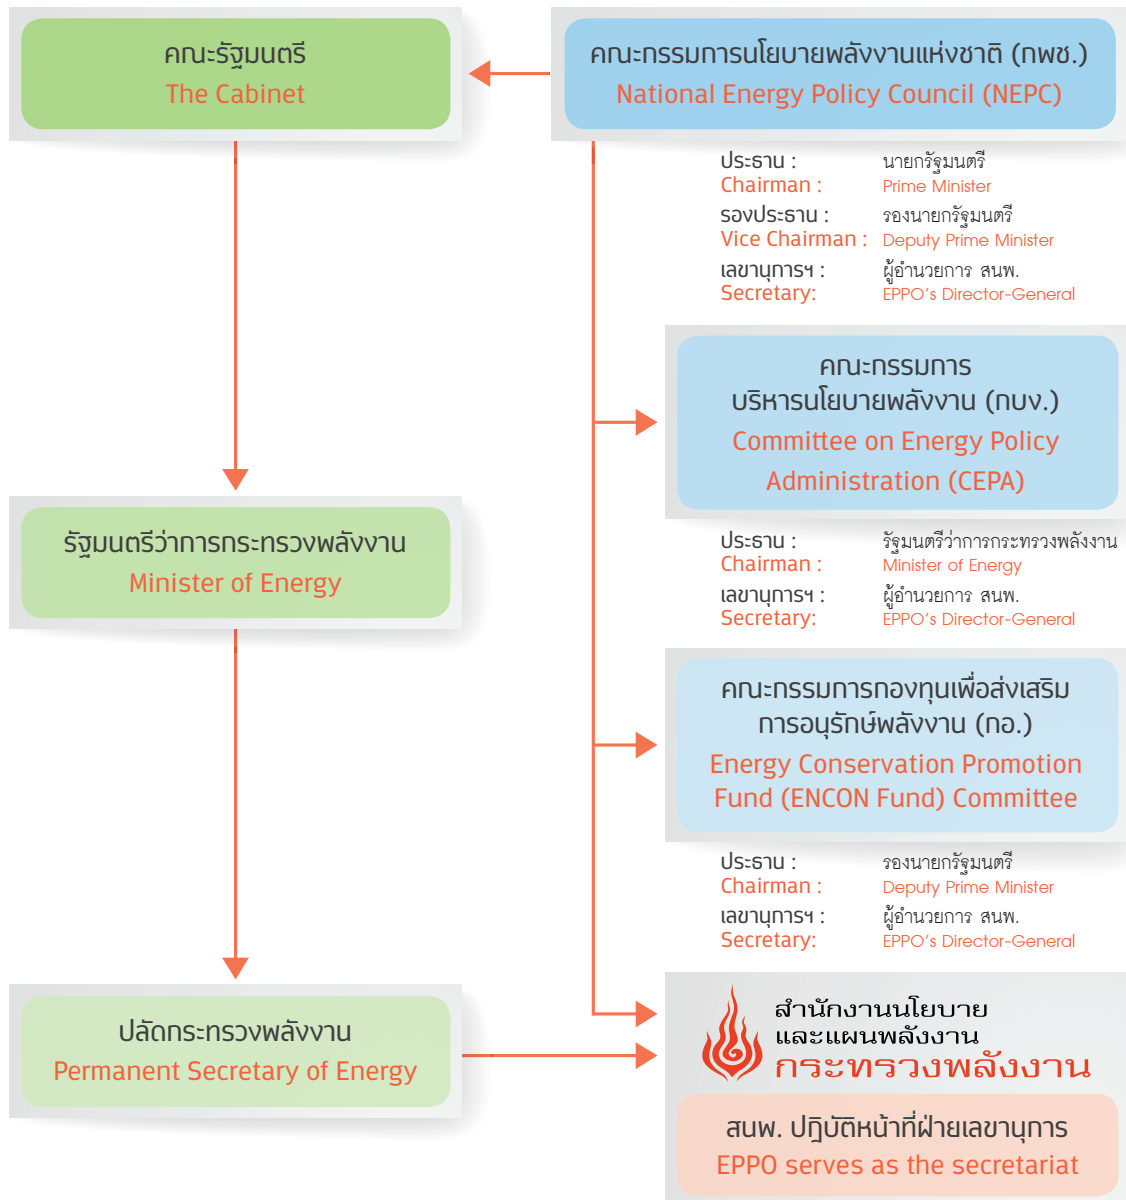 คณะรัฐมนตรี
The Cabinet
คณะกรรมการนโยบายพลังงานแห่งชาติ (กพช.)
National Energy Policy Council (NEPC)
ประธาน : นายกรัฐมนตรี
Chairman : Prime Minister
รองประธาน : รองนายกรัฐมนตรี
Vice Chairman : Deputy Prime Minister
เลขานุการฯ : ผู้อำนวยการ สนพ.
Secretary: EPPO's Director-General
คณะกรรมการ
บริหารนโยบายพลังงาน (กบง.)
Committee on Energy Policy
Administration (CEPA)
ประธาน : รัฐมนตรีว่าการกระทรวงพลังงาน
Chairman : Minister of Energy
เลขานุการฯ : ผู้อำนวยการ สนพ.
Secretary: EPPO's Director-General
รัฐมนตรีว่าการกระทรวงพลังงาน
Minister of Energy
คณะกรรมการกองทุนเพื่อส่งเสริม
การอนุรักษ์พลังงาน (กอ.)
Energy Conservation Promotion
Fund (ENCON Fund) Committee
ประธาน : รองนายกรัฐมนตรี
Chairman : Deputy Prime Minister
เลขานุการฯ : ผู้อำนวยการ สนพ.
Secretary: EPPO's Director-General
ปลัดกระทรวงพลังงาน
Permanent Secretary of Energy
สำนักงานนโยบาย
และแผนพลังงาน
กระทรวงพลังงาน
สนพ. ปฏิบัติหน้าที่ฝ่ายเลขานุการ
EPPO serves as the secretariat